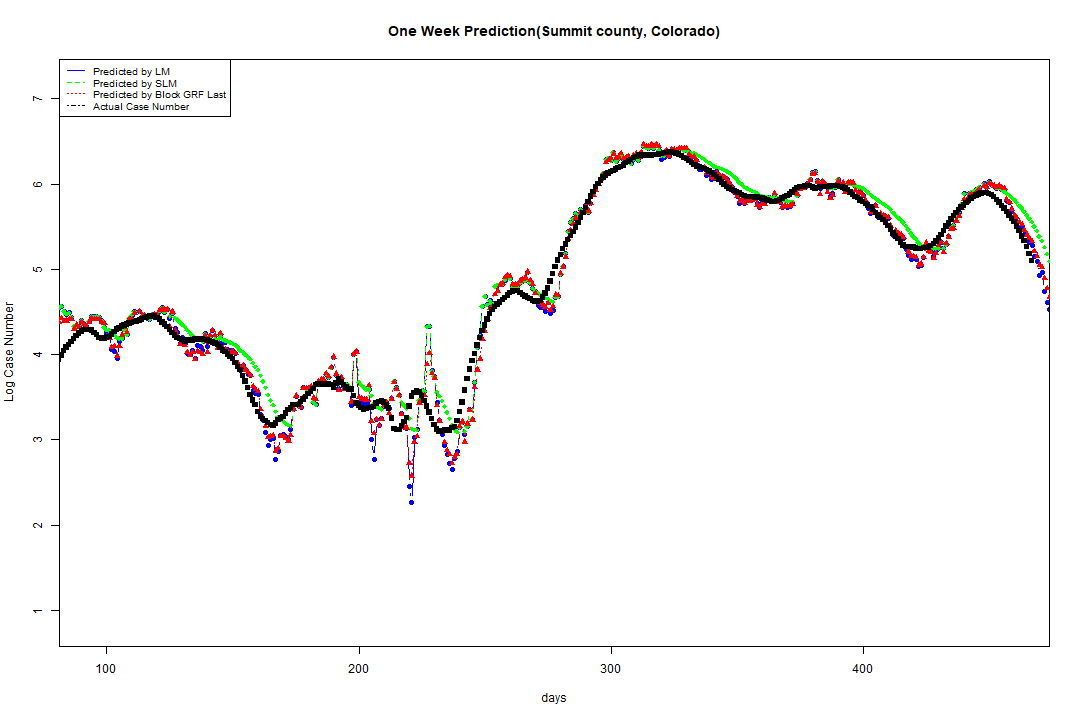 One Week Prediction(Summit county, Colorado)
Predicted by LM
Predicted by SLM
Predicted by Block GRF Last
Actual Case Number
7
6
5
4
3
2
1
Log Case Number
100 200 300 400
days